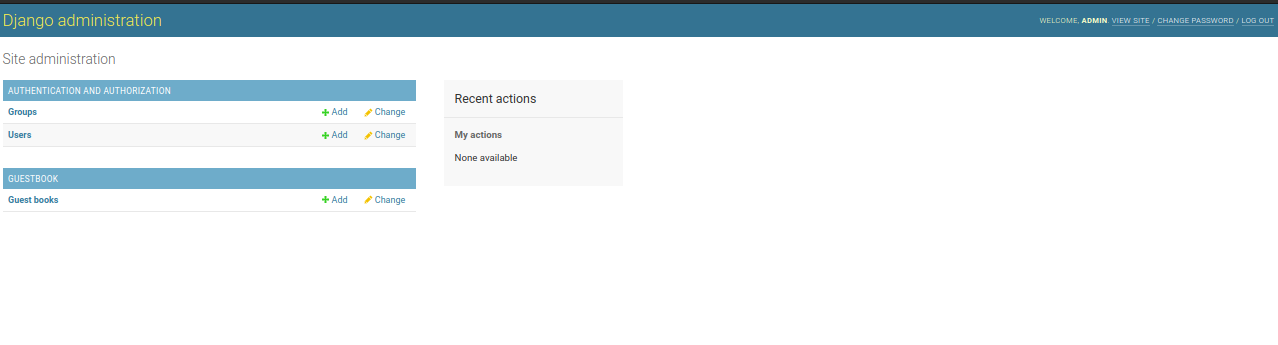 Django administration
WELCOME, ADMIN. VIEW SITE / CHANGE PASSWORD / LOG OUT
Site administration
AUTHENTICATION AND AUTHORIZATION
Groups Add Change
Users Add Change
GUESTBOOK
Guest books Add Change
Recent actions
My actions
None available